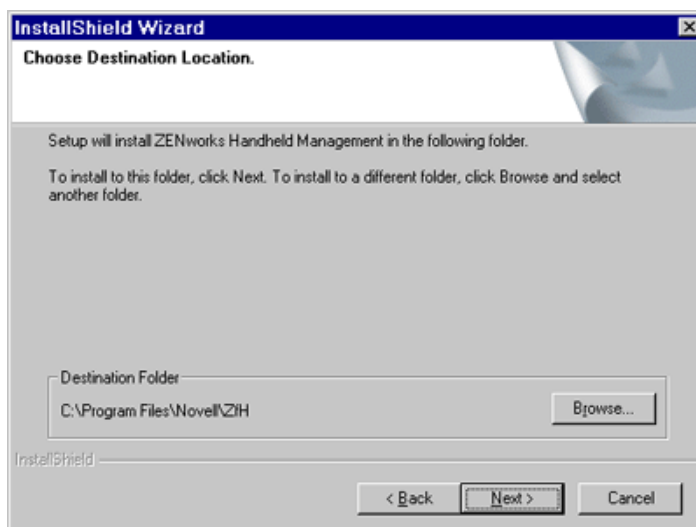 InstallShield Wizard
Choose Destination Location.
Setup will install ZENworks Handheld Management in the following folder.
To install to this folder, click Next. To install to a different folder, click Browse and select
another folder.
Destination Folder
C:\Program Files\Novell\ZfH
Browse...
InstallShield
< Back
Next >
Cancel